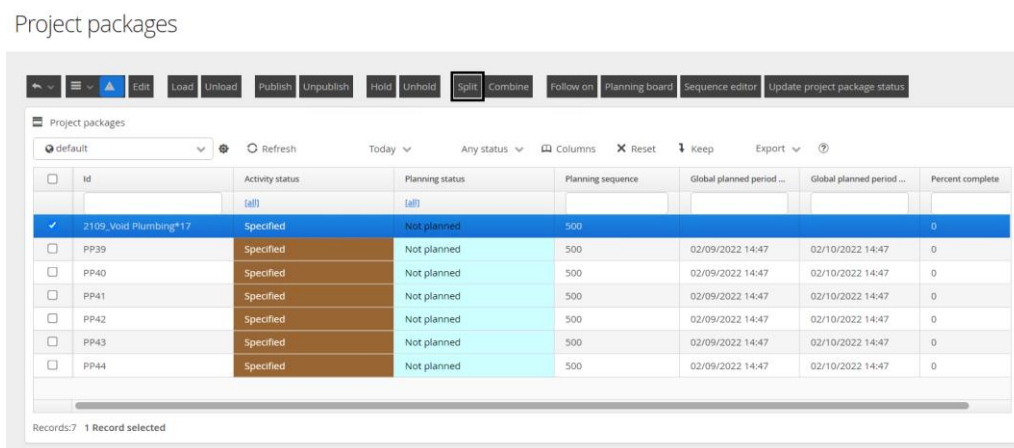 Project packages
Edit Load Unload Publish Unpublish Hold Unhold Split Combine Follow on Planning board Sequence editor Update project package status
Project packages
default Refresh Today Any status Columns Reset Keep Export
Id Activity status Planning status Planning sequence Global planned period ... Global planned period ... Percent complete
[all] [all]
2109_Void Plumbing*17 Specified Not planned 500 0
PP39 Specified Not planned 500 02/09/2022 14:47 02/10/2022 14:47 0
PP40 Specified Not planned 500 02/09/2022 14:47 02/10/2022 14:47 0
PP41 Specified Not planned 500 02/09/2022 14:47 02/10/2022 14:47 0
PP42 Specified Not planned 500 02/09/2022 14:47 02/10/2022 14:47 0
PP43 Specified Not planned 500 02/09/2022 14:47 02/10/2022 14:47 0
PP44 Specified Not planned 500 02/09/2022 14:47 02/10/2022 14:47 0
Records:7 1 Record selected